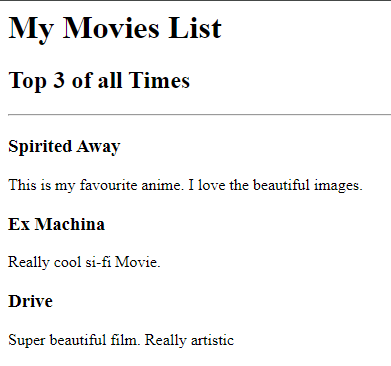 My Movies List
Top 3 of all Times
Spirited Away
This is my favourite anime. I love the beautiful images.
Ex Machina
Really cool si-fi Movie.
Drive
Super beautiful film. Really artistic